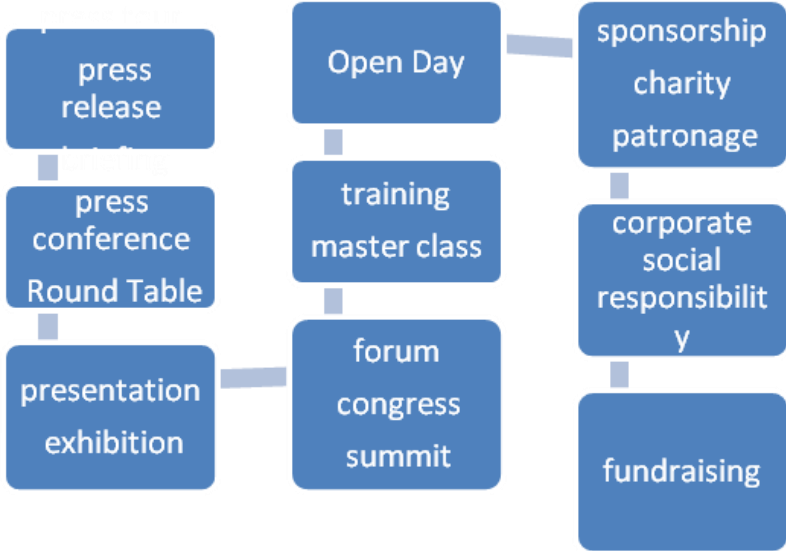 press
release
press
conference
Round Table
presentation
exhibition
forum
congress
summit
training
master class
Open Day
sponsorship
charity
patronage
corporate
social
responsibilit
y
fundraising